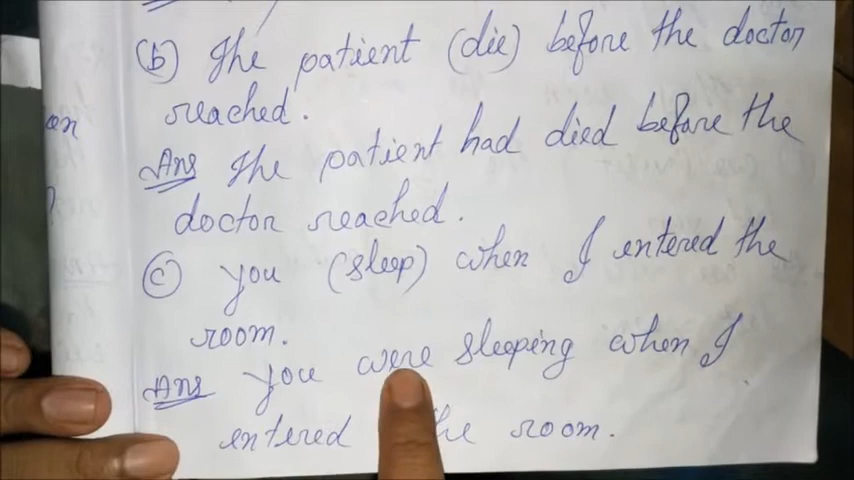 (b) The patient (die) before the doctor
reached.
Ans The patient had died before the
doctor reached.
(c) you (sleep) when I entered the
room.
Ans you were sleeping when I
entered the room.